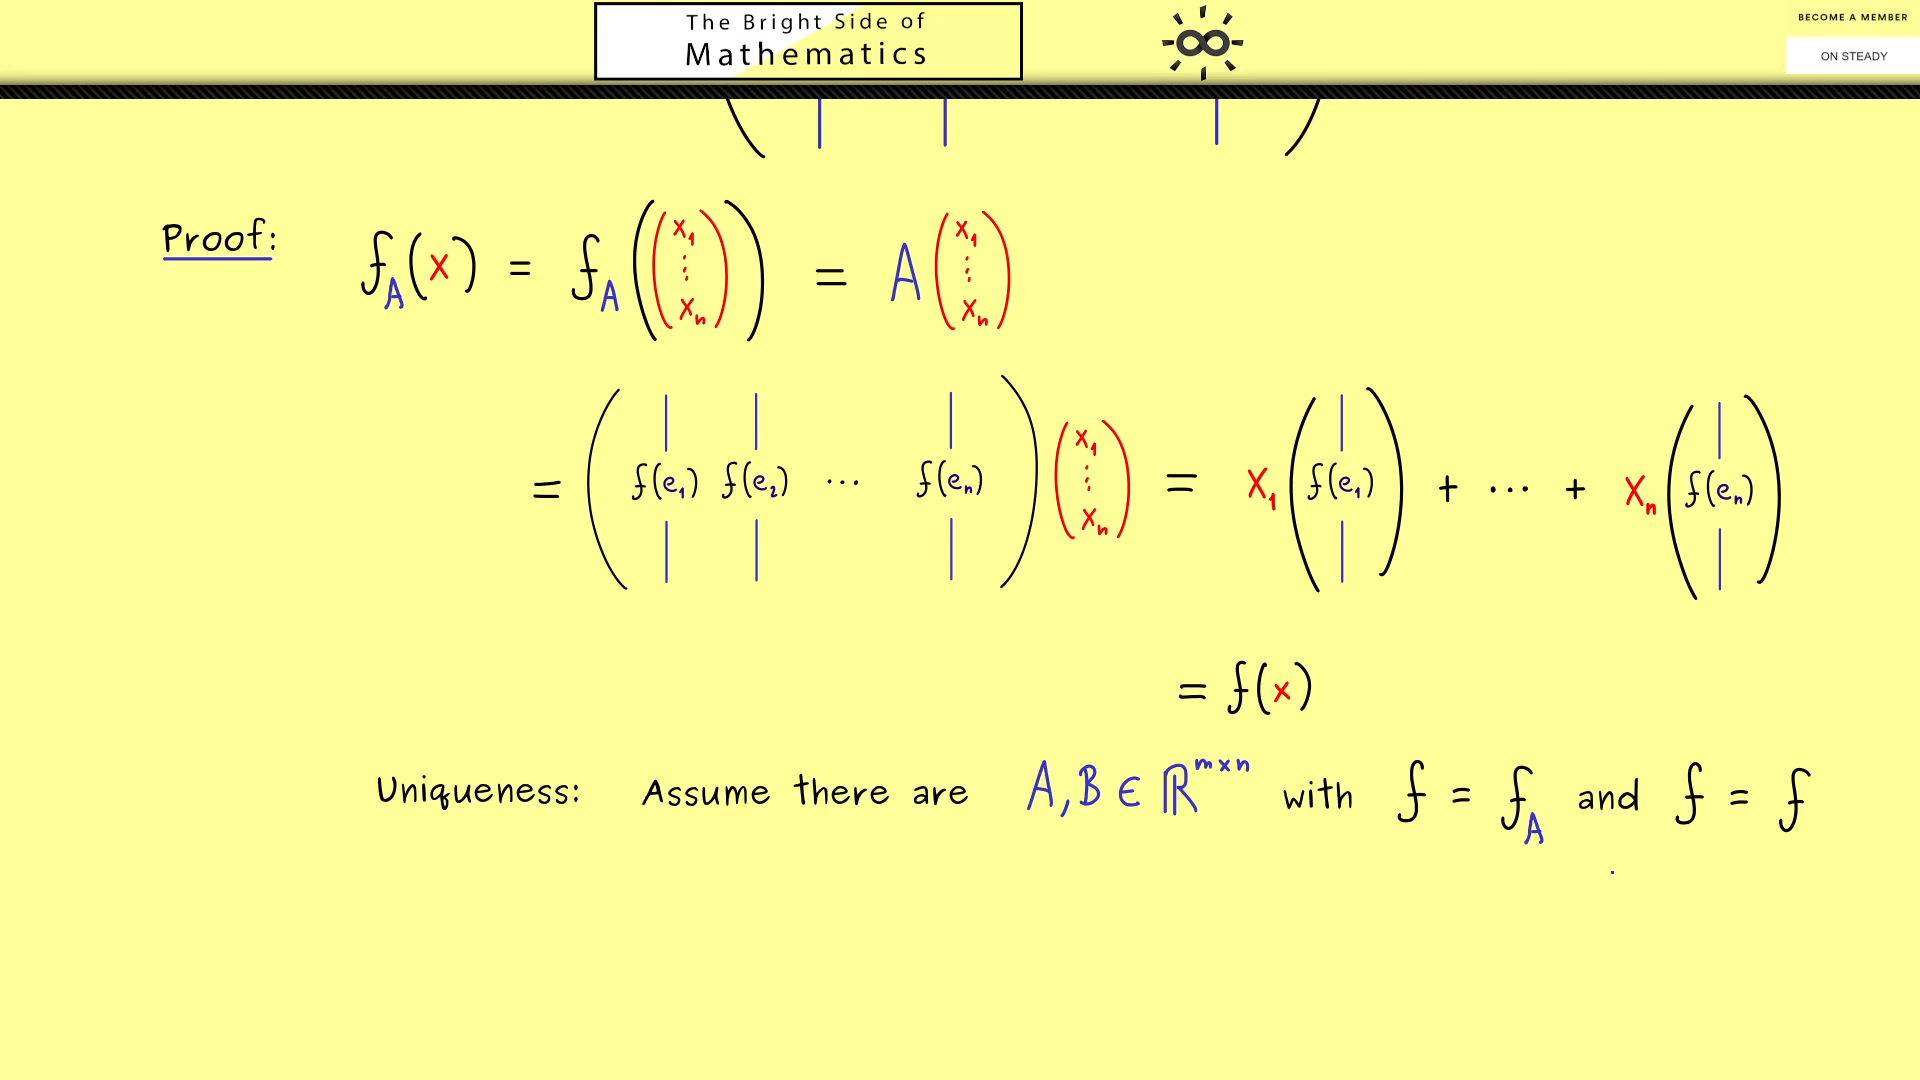 The Bright Side of
Mathematics
BECOME A MEMBER
ON STEADY
Proof: f_A(x) = f_A((x_1 ⋮ x_n)) = A(x_1 ⋮ x_n)
= (f(e_1) f(e_2) ⋯ f(e_n)) (x_1 ⋮ x_n) = x_1 (f(e_1)) + ⋯ + x_n (f(e_n))
= f(x)
Uniqueness: Assume there are A, B ∈ ℝ^{m×n} with f = f_A and f = f